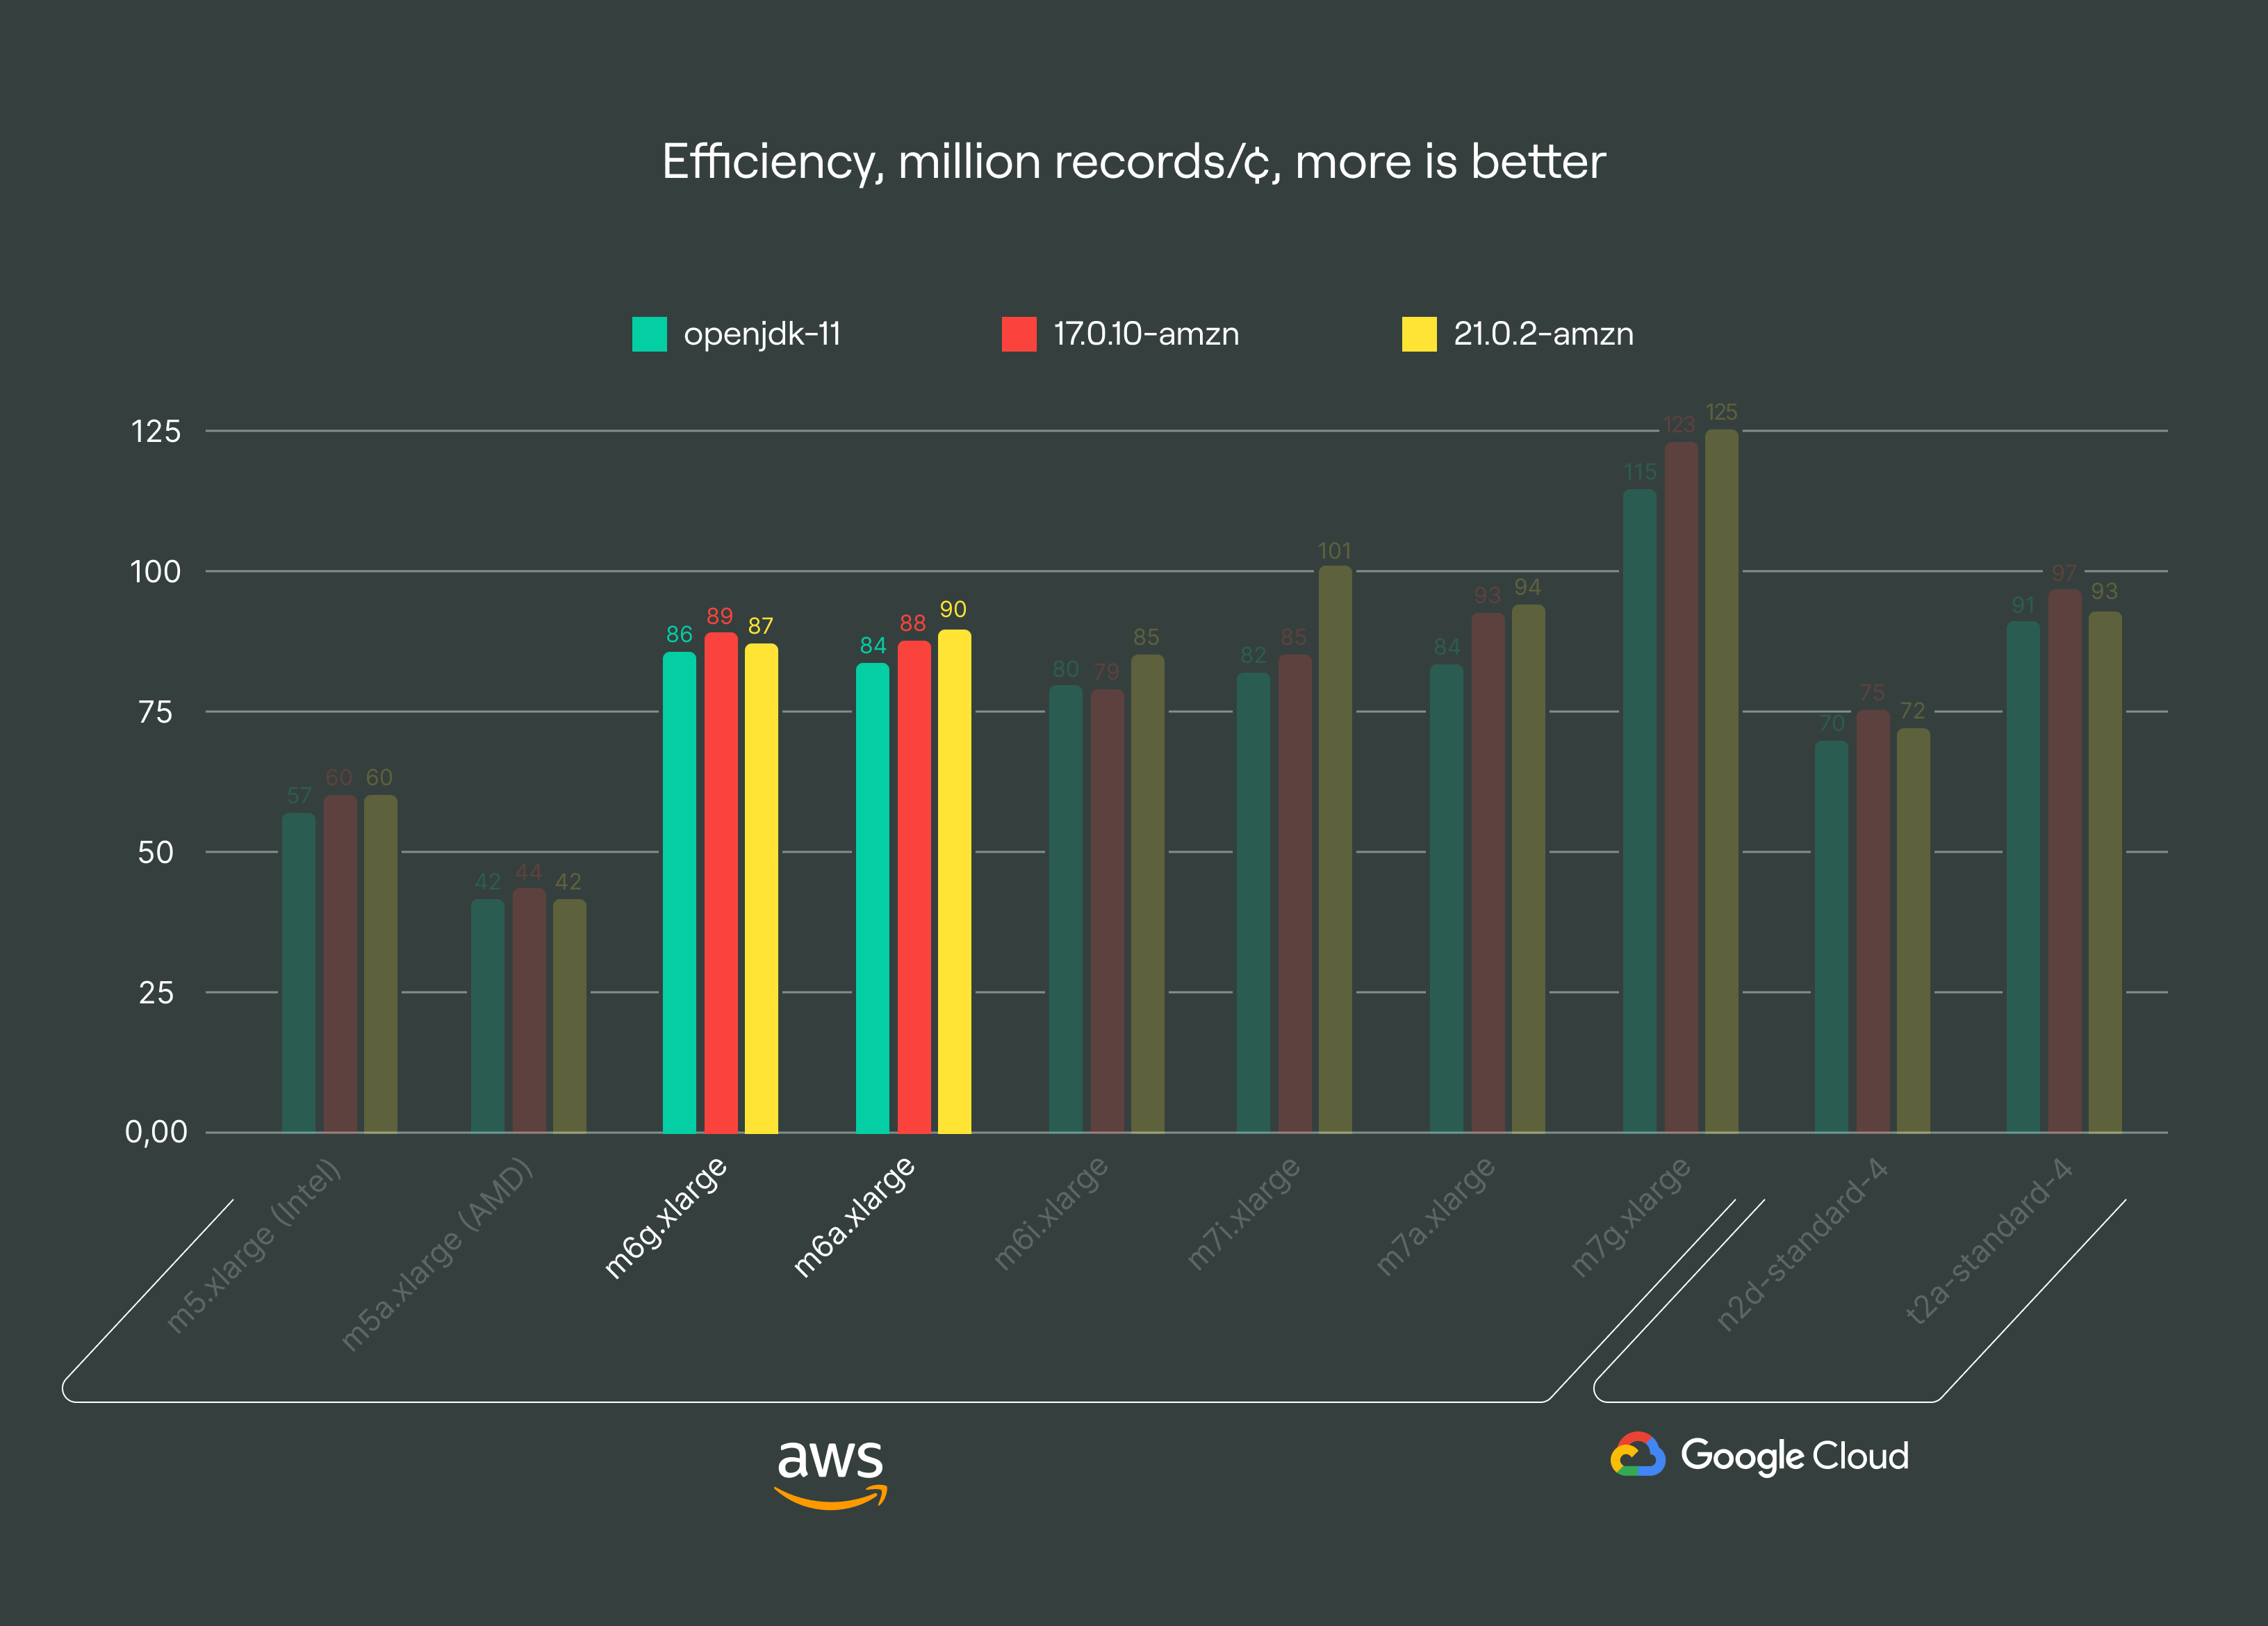 Efficiency, million records/¢, more is better
openjdk-11
17.0.10-amzn
21.0.2-amzn
125
100
75
50
25
0,00
57
60
60
42
44
42
86
89
87
84
88
90
80
79
85
82
85
101
84
93
94
115
123
125
70
75
72
91
97
93
m5.xlarge (Intel)
m5a.xlarge (AMD)
m6g.xlarge
m6a.xlarge
m6i.xlarge
m7i.xlarge
m7a.xlarge
m7g.xlarge
n2d-standard-4
t2a-standard-4
aws
Google Cloud